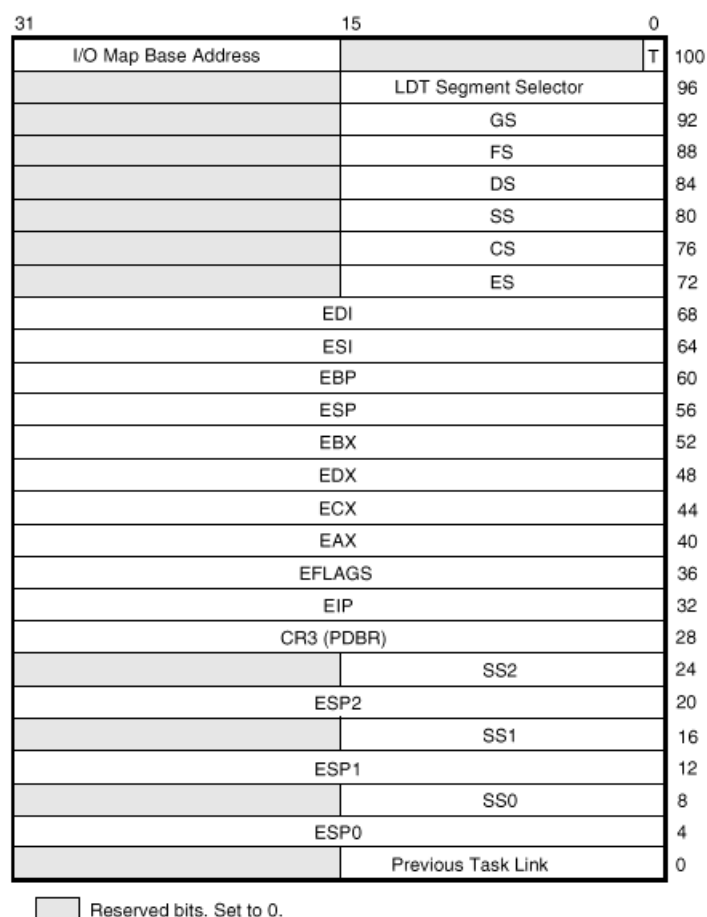 31 15 0
I/O Map Base Address T 100
LDT Segment Selector 96
GS 92
FS 88
DS 84
SS 80
CS 76
ES 72
EDI 68
ESI 64
EBP 60
ESP 56
EBX 52
EDX 48
ECX 44
EAX 40
EFLAGS 36
EIP 32
CR3 (PDBR) 28
SS2 24
ESP2 20
SS1 16
ESP1 12
SS0 8
ESP0 4
Previous Task Link 0
Reserved bits. Set to 0.